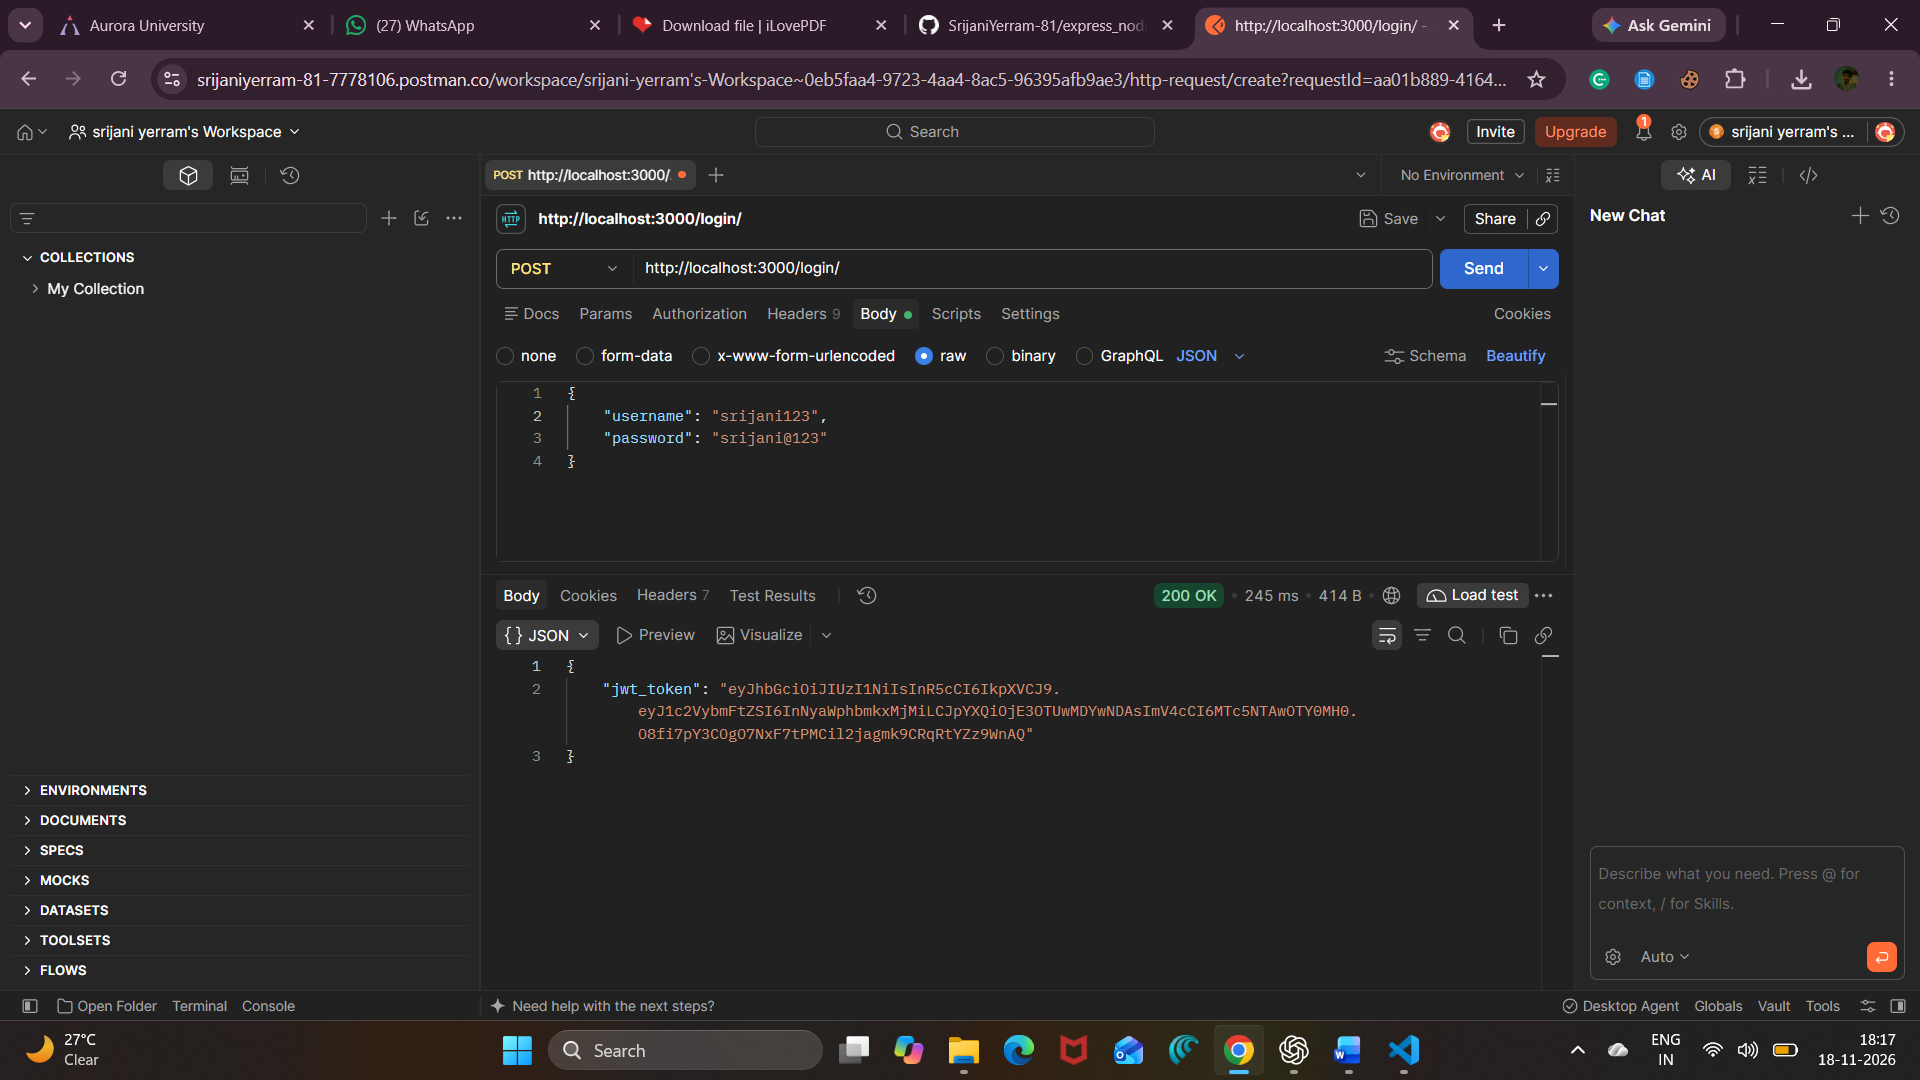 Aurora University
(27) WhatsApp
Download file | iLovePDF
SrijaniYerram-81/express_nod
http://localhost:3000/login/ -
Ask Gemini
srijaniyerram-81-7778106.postman.co/workspace/srijani-yerram's-Workspace~0eb5faa4-9723-4aa4-8ac5-96395afb9ae3/http-request/create?requestId=aa01b889-4164...
srijani yerram's Workspace
Search
Invite
Upgrade
1
srijani yerram's ...
POST http://localhost:3000/
No Environment
AI
http://localhost:3000/login/
Save
Share
New Chat
COLLECTIONS
My Collection
POST
http://localhost:3000/login/
Send
Docs Params Authorization Headers 9 Body Scripts Settings Cookies
none form-data x-www-form-urlencoded raw binary GraphQL JSON Schema Beautify
1 {
2 "username": "srijani123",
3 "password": "srijani@123"
4 }
Body Cookies Headers 7 Test Results 200 OK • 245 ms • 414 B • Load test
{} JSON Preview Visualize
1 {
2 "jwt_token": "eyJhbGciOiJIUzI1NiIsInR5cCI6IkpXVCJ9.
eyJ1c2VybmFtZSI6InNyaWphbmkxMjMiLCJpYXQiOjE3OTUwMDYwNDAsImV4cCI6MTc5NTAwOTY0MH0.
O8fi7pY3COgO7NxF7tPMCil2jagmk9CRqRtYZz9WnAQ"
3 }
ENVIRONMENTS
DOCUMENTS
SPECS
MOCKS
DATASETS
TOOLSETS
FLOWS
Describe what you need. Press @ for
context, / for Skills.
Auto
Open Folder Terminal Console
Need help with the next steps?
Desktop Agent Globals Vault Tools
27°C
Clear
Search
ENG
IN
18:17
18-11-2026